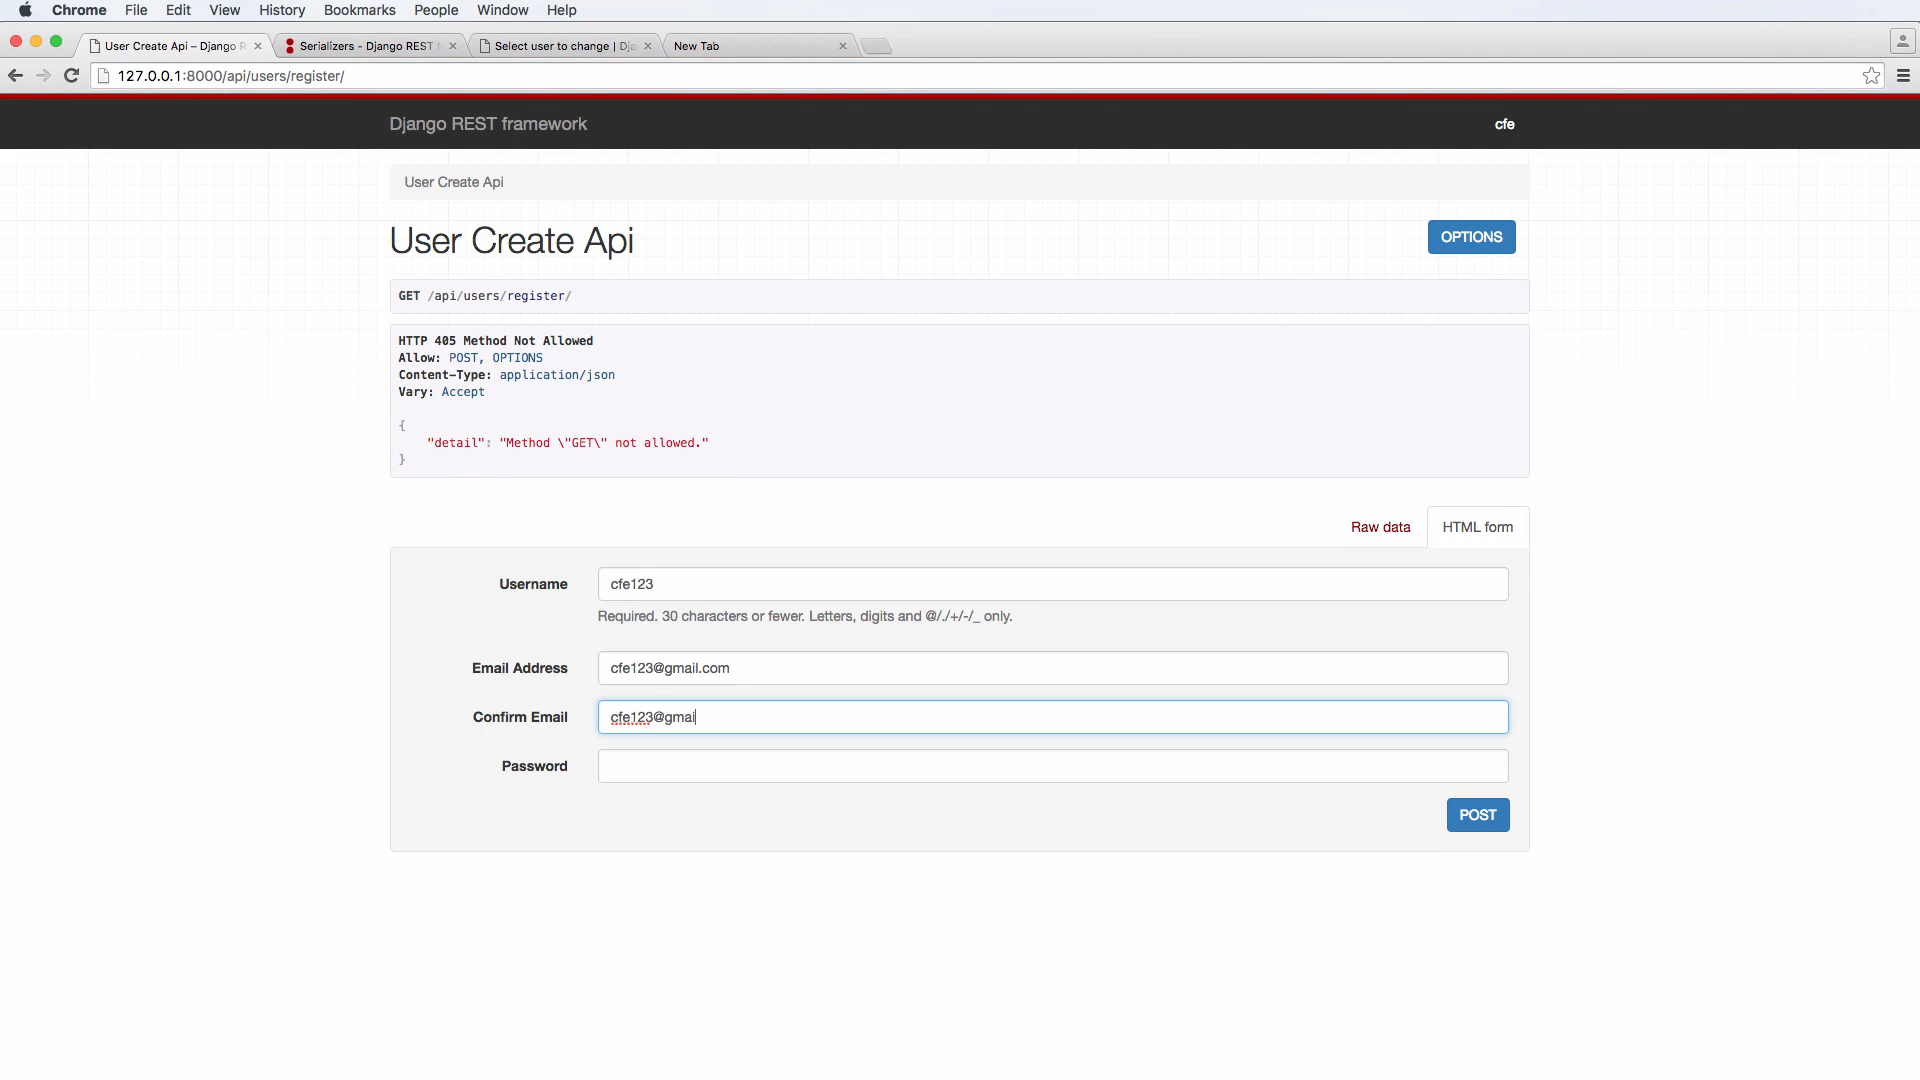 Chrome File Edit View History Bookmarks People Window Help
User Create Api – Django R
Serializers - Django REST f
Select user to change | Dja
New Tab
127.0.0.1:8000/api/users/register/
Django REST framework
cfe
User Create Api
User Create Api
OPTIONS
GET /api/users/register/
HTTP 405 Method Not Allowed
Allow: POST, OPTIONS
Content-Type: application/json
Vary: Accept
{
"detail": "Method \"GET\" not allowed."
}
Raw data
HTML form
Username
cfe123
Required. 30 characters or fewer. Letters, digits and @/./+/-/_ only.
Email Address
cfe123@gmail.com
Confirm Email
cfe123@gmai
Password
POST